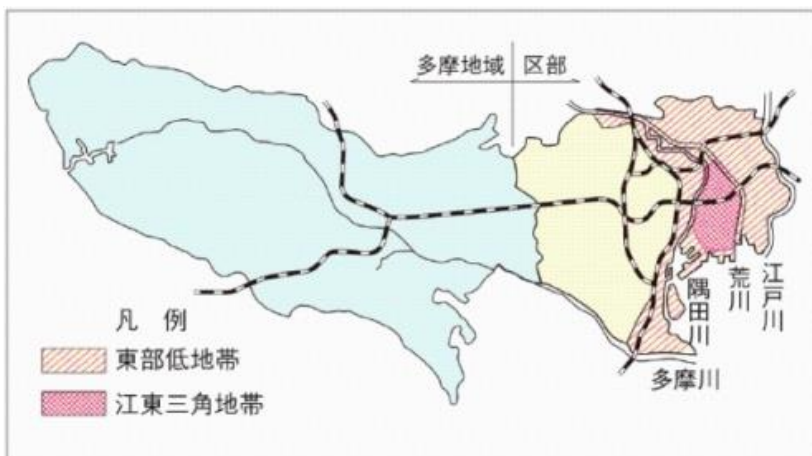 多摩地域 区部
凡 例
東部低地帯
江東三角地帯
隅田川
荒川
江戸川
多摩川